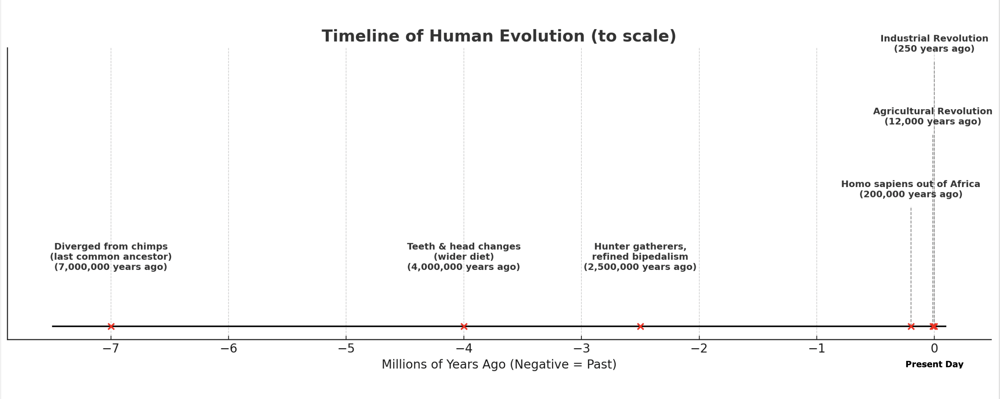 Timeline of Human Evolution (to scale)
Industrial Revolution
(250 years ago)
Agricultural Revolution
(12,000 years ago)
Homo sapiens out of Africa
(200,000 years ago)
Diverged from chimps
(last common ancestor)
(7,000,000 years ago)
Teeth & head changes
(wider diet)
(4,000,000 years ago)
Hunter gatherers,
refined bipedalism
(2,500,000 years ago)
−7 −6 −5 −4 −3 −2 −1 0
Millions of Years Ago (Negative = Past)
Present Day